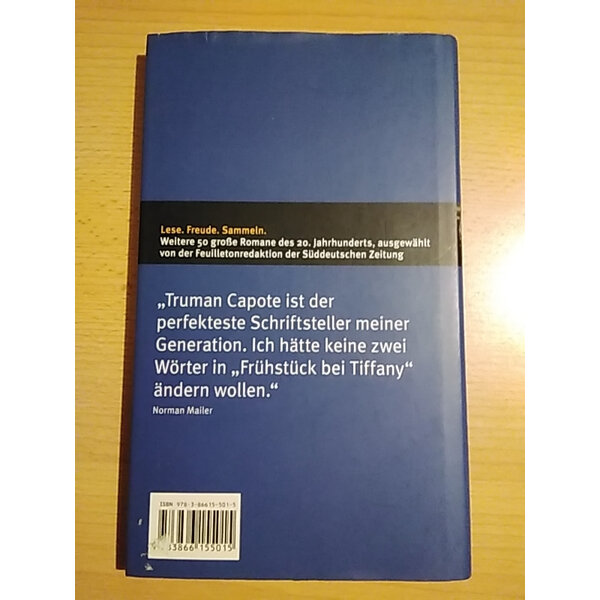 Lese. Freude. Sammeln.
Weitere 50 große Romane des 20. Jahrhunderts, ausgewählt
von der Feuilletonredaktion der Süddeutschen Zeitung
„Truman Capote ist der
perfekteste Schriftsteller meiner
Generation. Ich hätte keine zwei
Wörter in „Frühstück bei Tiffany“
ändern wollen.“
Norman Mailer
ISBN 978-3-86615-501-5
783866 155015